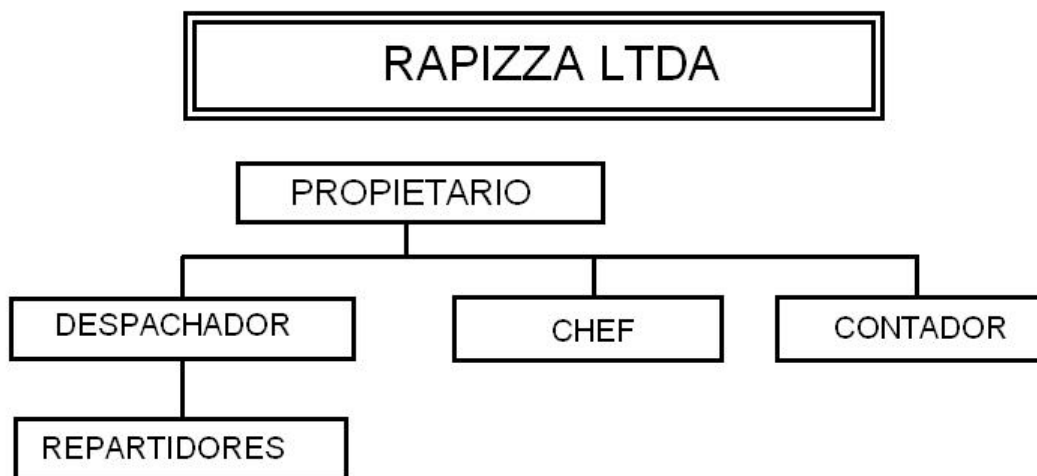 RAPIZZA LTDA
PROPIETARIO
DESPACHADOR
CHEF
CONTADOR
REPARTIDORES